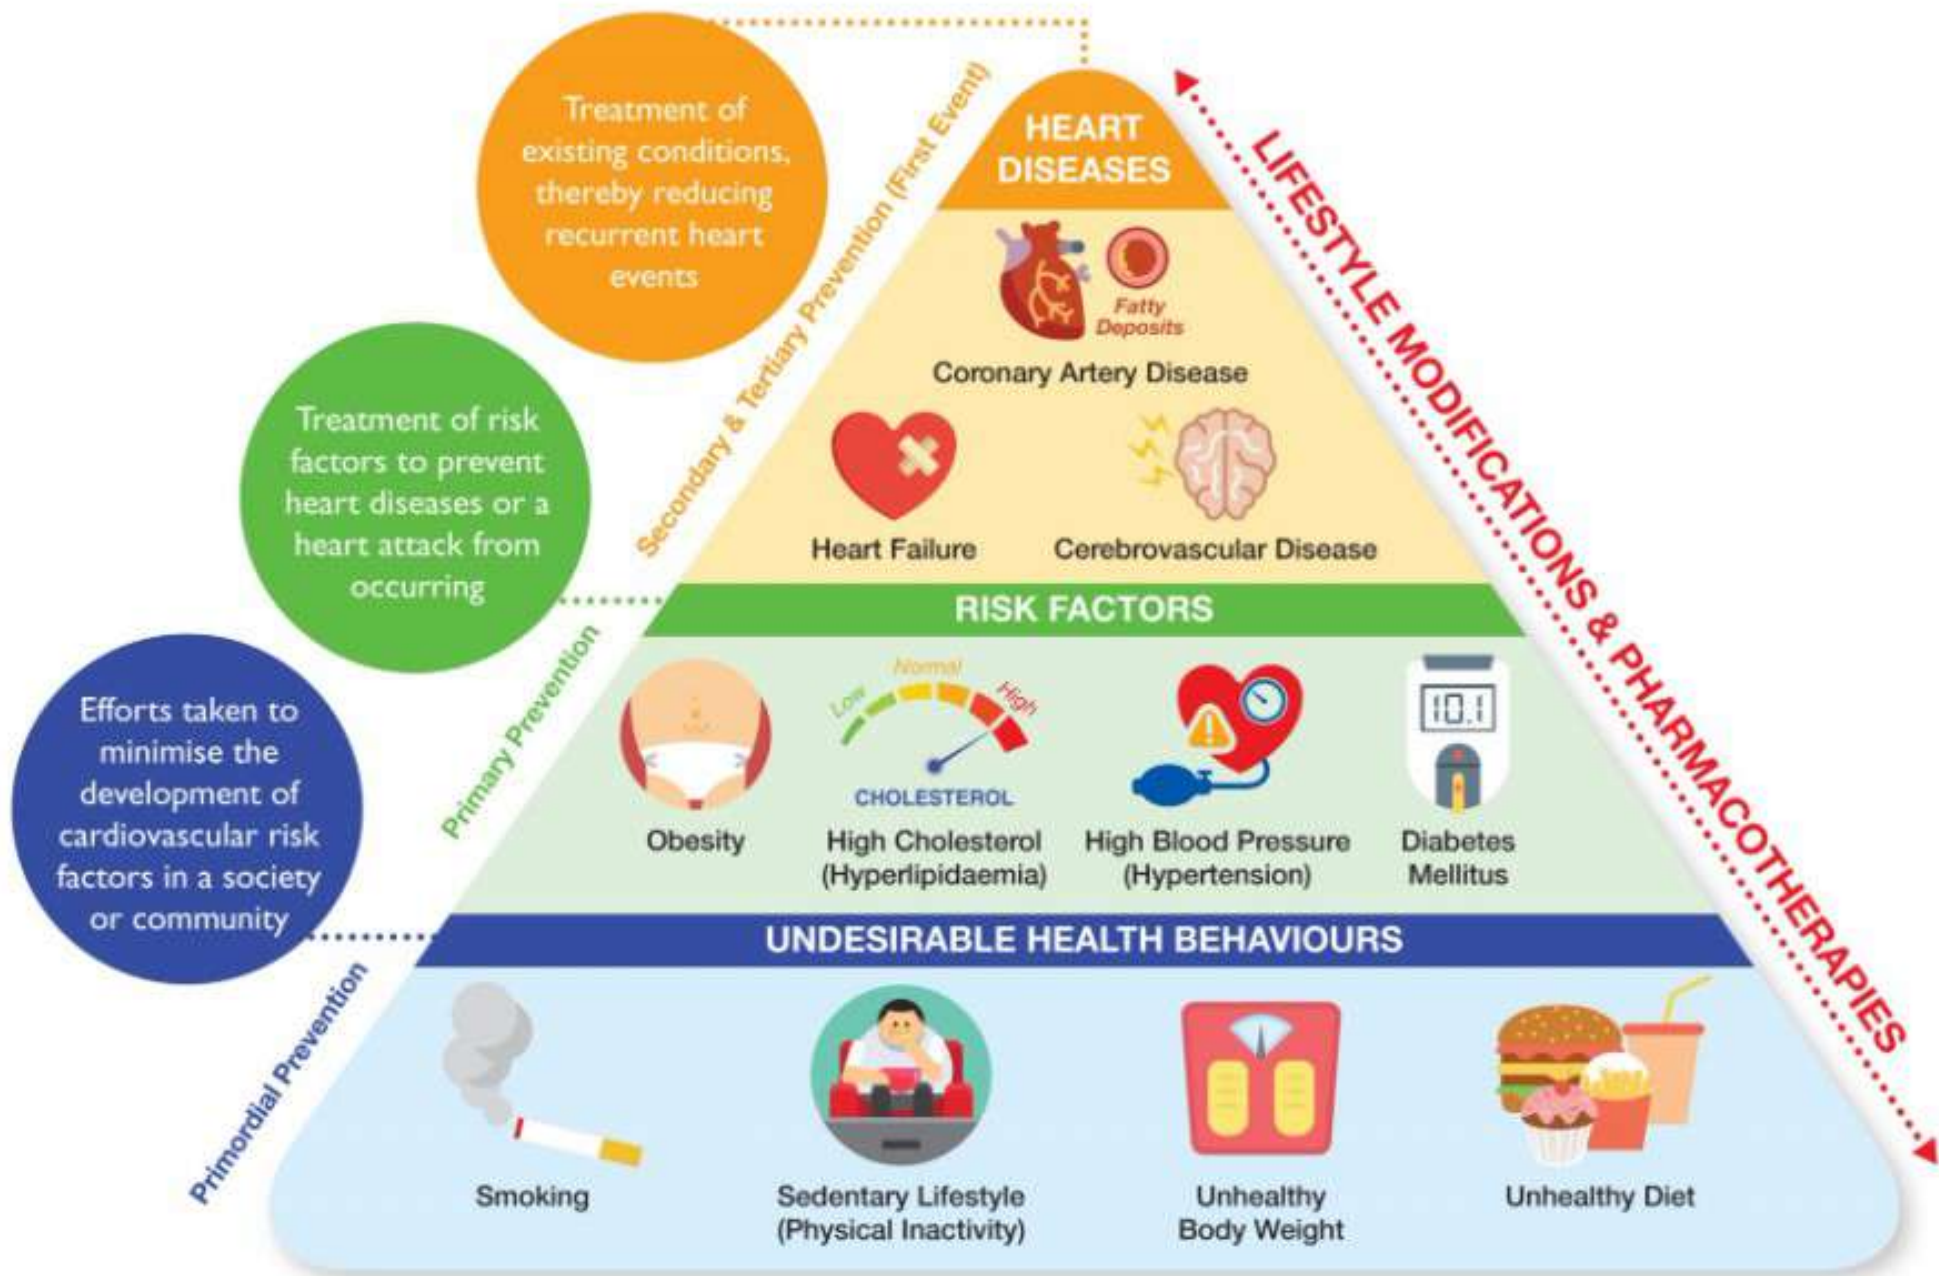 Treatment of
existing conditions,
thereby reducing
recurrent heart
events
Treatment of risk
factors to prevent
heart diseases or a
heart attack from
occurring
Efforts taken to
minimise the
development of
cardiovascular risk
factors in a society
or community
Secondary & Tertiary Prevention (First Event)
Primary Prevention
Primordial Prevention
HEART
DISEASES
Fatty
Deposits
Coronary Artery Disease
Heart Failure
Cerebrovascular Disease
RISK FACTORS
Obesity
Low
Normal
High
CHOLESTEROL
High Cholesterol
(Hyperlipidaemia)
High Blood Pressure
(Hypertension)
10.1
Diabetes
Mellitus
UNDESIRABLE HEALTH BEHAVIOURS
Smoking
Sedentary Lifestyle
(Physical Inactivity)
Unhealthy
Body Weight
Unhealthy Diet
LIFESTYLE MODIFICATIONS & PHARMACOTHERAPIES